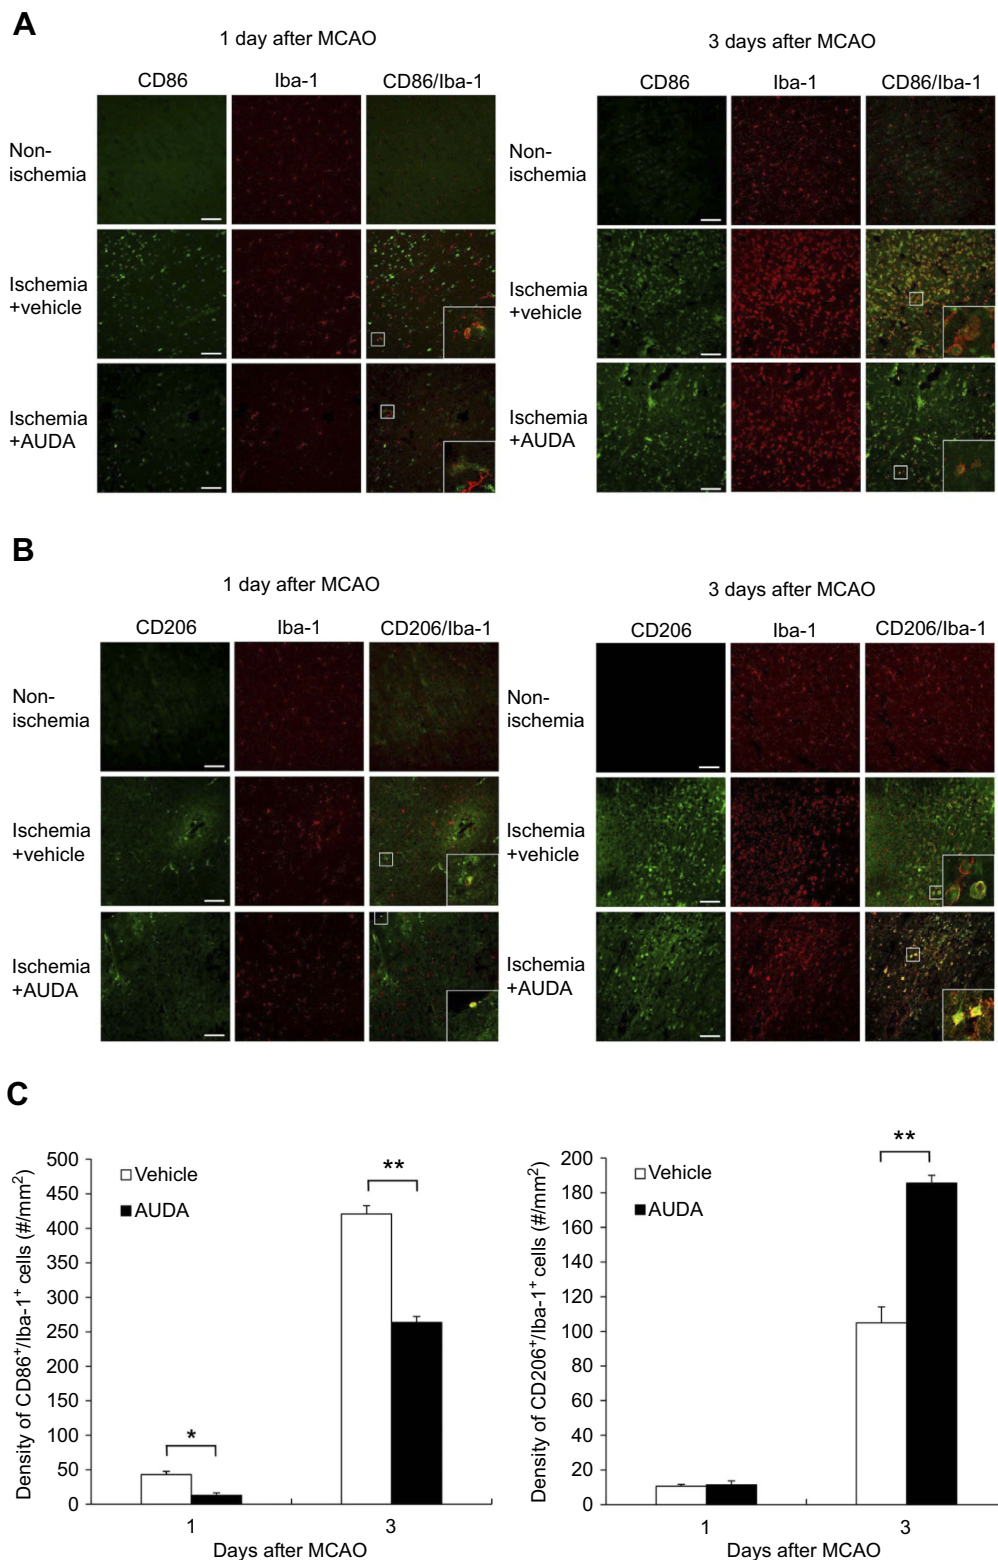 A
1 day after MCAO
3 days after MCAO
CD86 Iba-1 CD86/Iba-1
CD86 Iba-1 CD86/Iba-1
Non-
ischemia
Non-
ischemia
Ischemia
+vehicle
Ischemia
+vehicle
Ischemia
+AUDA
Ischemia
+AUDA
B
1 day after MCAO
3 days after MCAO
CD206 Iba-1 CD206/Iba-1
CD206 Iba-1 CD206/Iba-1
Non-
ischemia
Non-
ischemia
Ischemia
+vehicle
Ischemia
+vehicle
Ischemia
+AUDA
Ischemia
+AUDA
C
Density of CD86⁺/Iba-1⁺ cells (#/mm²)
500
450
400
350
300
250
200
150
100
50
0
Vehicle
AUDA
*
**
1 3
Days after MCAO
Density of CD206⁺/Iba-1⁺ cells (#/mm²)
200
180
160
140
120
100
80
60
40
20
0
Vehicle
AUDA
**
1 3
Days after MCAO